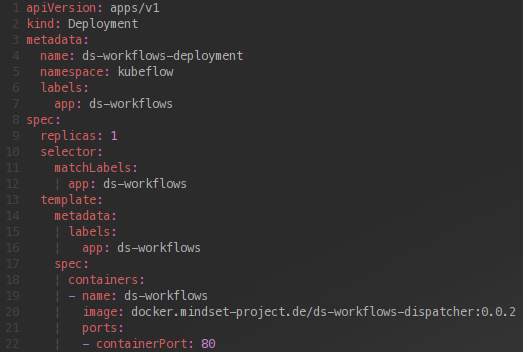 1 apiVersion: apps/v1
2 kind: Deployment
3 metadata:
4   name: ds-workflows-deployment
5   namespace: kubeflow
6   labels:
7     app: ds-workflows
8 spec:
9   replicas: 1
10   selector:
11     matchLabels:
12     ¦ app: ds-workflows
13   template:
14     metadata:
15     ¦ labels:
16     ¦   app: ds-workflows
17     spec:
18     ¦ containers:
19     ¦ - name: ds-workflows
20     ¦   image: docker.mindset-project.de/ds-workflows-dispatcher:0.0.2
21     ¦   ports:
22     ¦   - containerPort: 80